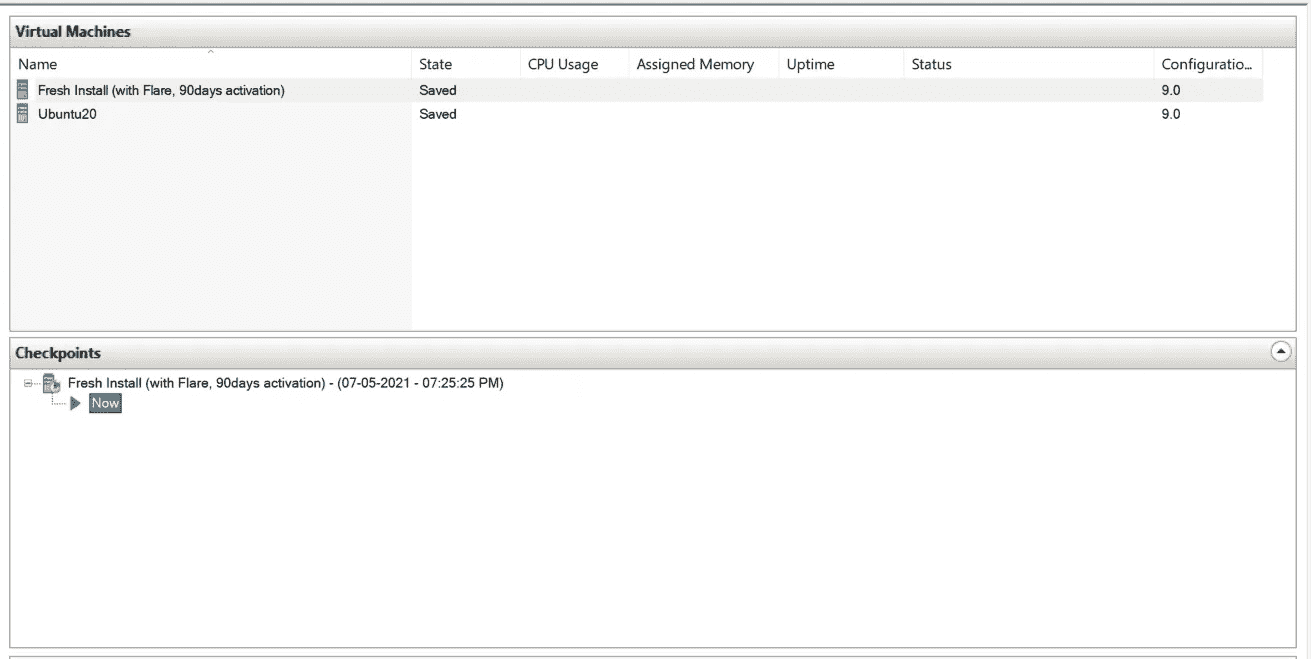 Virtual Machines
Name State CPU Usage Assigned Memory Uptime Status Configuratio...
Fresh Install (with Flare, 90days activation) Saved 9.0
Ubuntu20 Saved 9.0
Checkpoints
Fresh Install (with Flare, 90days activation) - (07-05-2021 - 07:25:25 PM)
Now